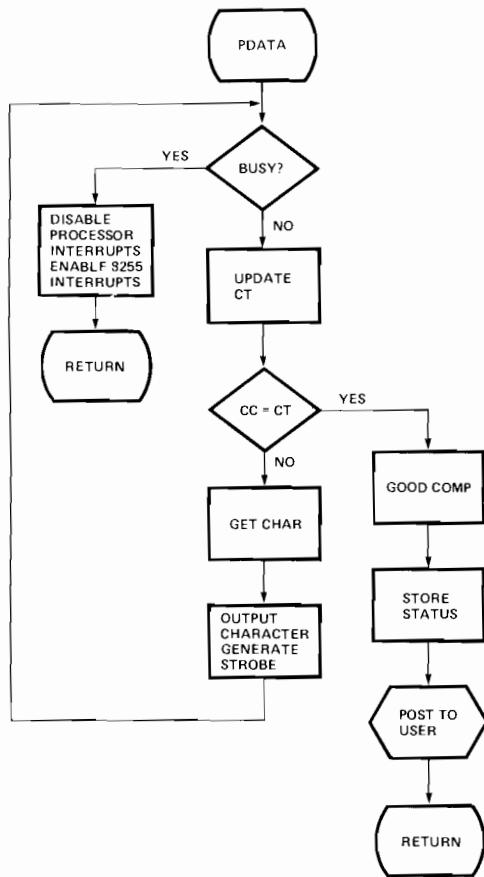 PDATA
BUSY?
YES
NO
DISABLE
PROCESSOR
INTERRUPTS
ENABLE 8255
INTERRUPTS
RETURN
UPDATE
CT
CC = CT
YES
NO
GET CHAR
OUTPUT
CHARACTER
GENERATE
STROBE
GOOD COMP
STORE
STATUS
POST TO
USER
RETURN